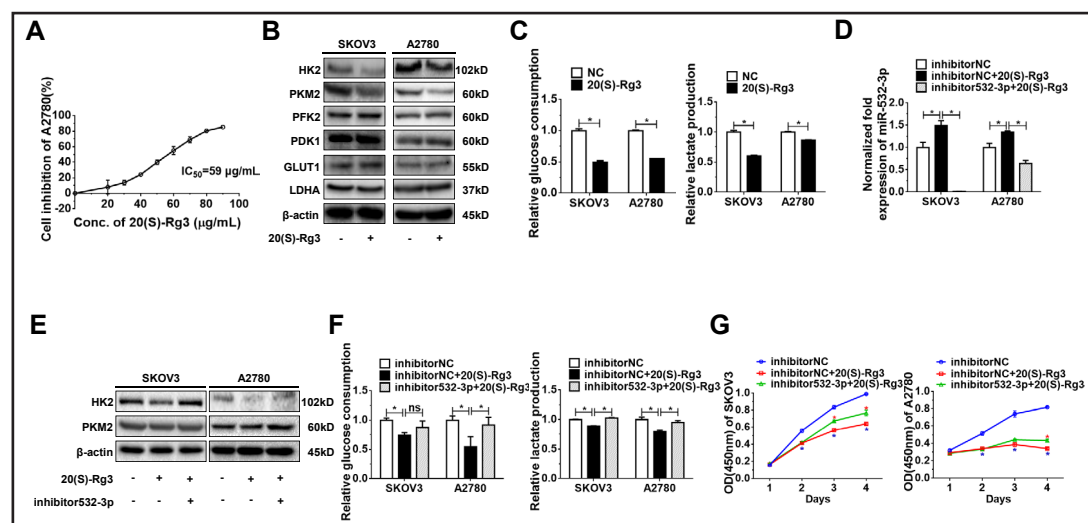 A
Cell inhibition of A2780(%)
100
80
60
40
20
0
-20
0 20 40 60 80 100
IC50=59 μg/mL
Conc. of 20(S)-Rg3 (μg/mL)
B
SKOV3 A2780
HK2 102kD
PKM2 60kD
PFK2 60kD
PDK1 60kD
GLUT1 55kD
LDHA 37kD
β-actin 45kD
20(S)-Rg3 - + - +
C
NC
20(S)-Rg3
Relative glucose consumption
1.5
1.0
0.5
0.0
* *
SKOV3 A2780
NC
20(S)-Rg3
Relative lactate production
1.5
1.0
0.5
0.0
* *
SKOV3 A2780
D
inhibitorNC
inhibitorNC+20(S)-Rg3
inhibitor532-3p+20(S)-Rg3
Normalized fold
expression of miR-532-3p
2.0
1.5
1.0
0.5
0.0
* * * *
SKOV3 A2780
E
SKOV3 A2780
HK2 102kD
PKM2 60kD
β-actin 45kD
20(S)-Rg3 - + + - + +
inhibitor532-3p - - + - - +
F
inhibitorNC
inhibitorNC+20(S)-Rg3
inhibitor532-3p+20(S)-Rg3
Relative glucose consumption
1.5
1.0
0.5
0.0
* ns * *
SKOV3 A2780
inhibitorNC
inhibitorNC+20(S)-Rg3
inhibitor532-3p+20(S)-Rg3
Relative lactate production
1.5
1.0
0.5
0.0
* * * *
SKOV3 A2780
G
inhibitorNC
inhibitorNC+20(S)-Rg3
inhibitor532-3p+20(S)-Rg3
OD(450nm) of SKOV3
1.0
0.8
0.6
0.4
0.2
0.0
* * *
1 2 3 4
Days
inhibitorNC
inhibitorNC+20(S)-Rg3
inhibitor532-3p+20(S)-Rg3
OD(450nm) of A2780
1.0
0.8
0.6
0.4
0.2
0.0
* * *
1 2 3 4
Days